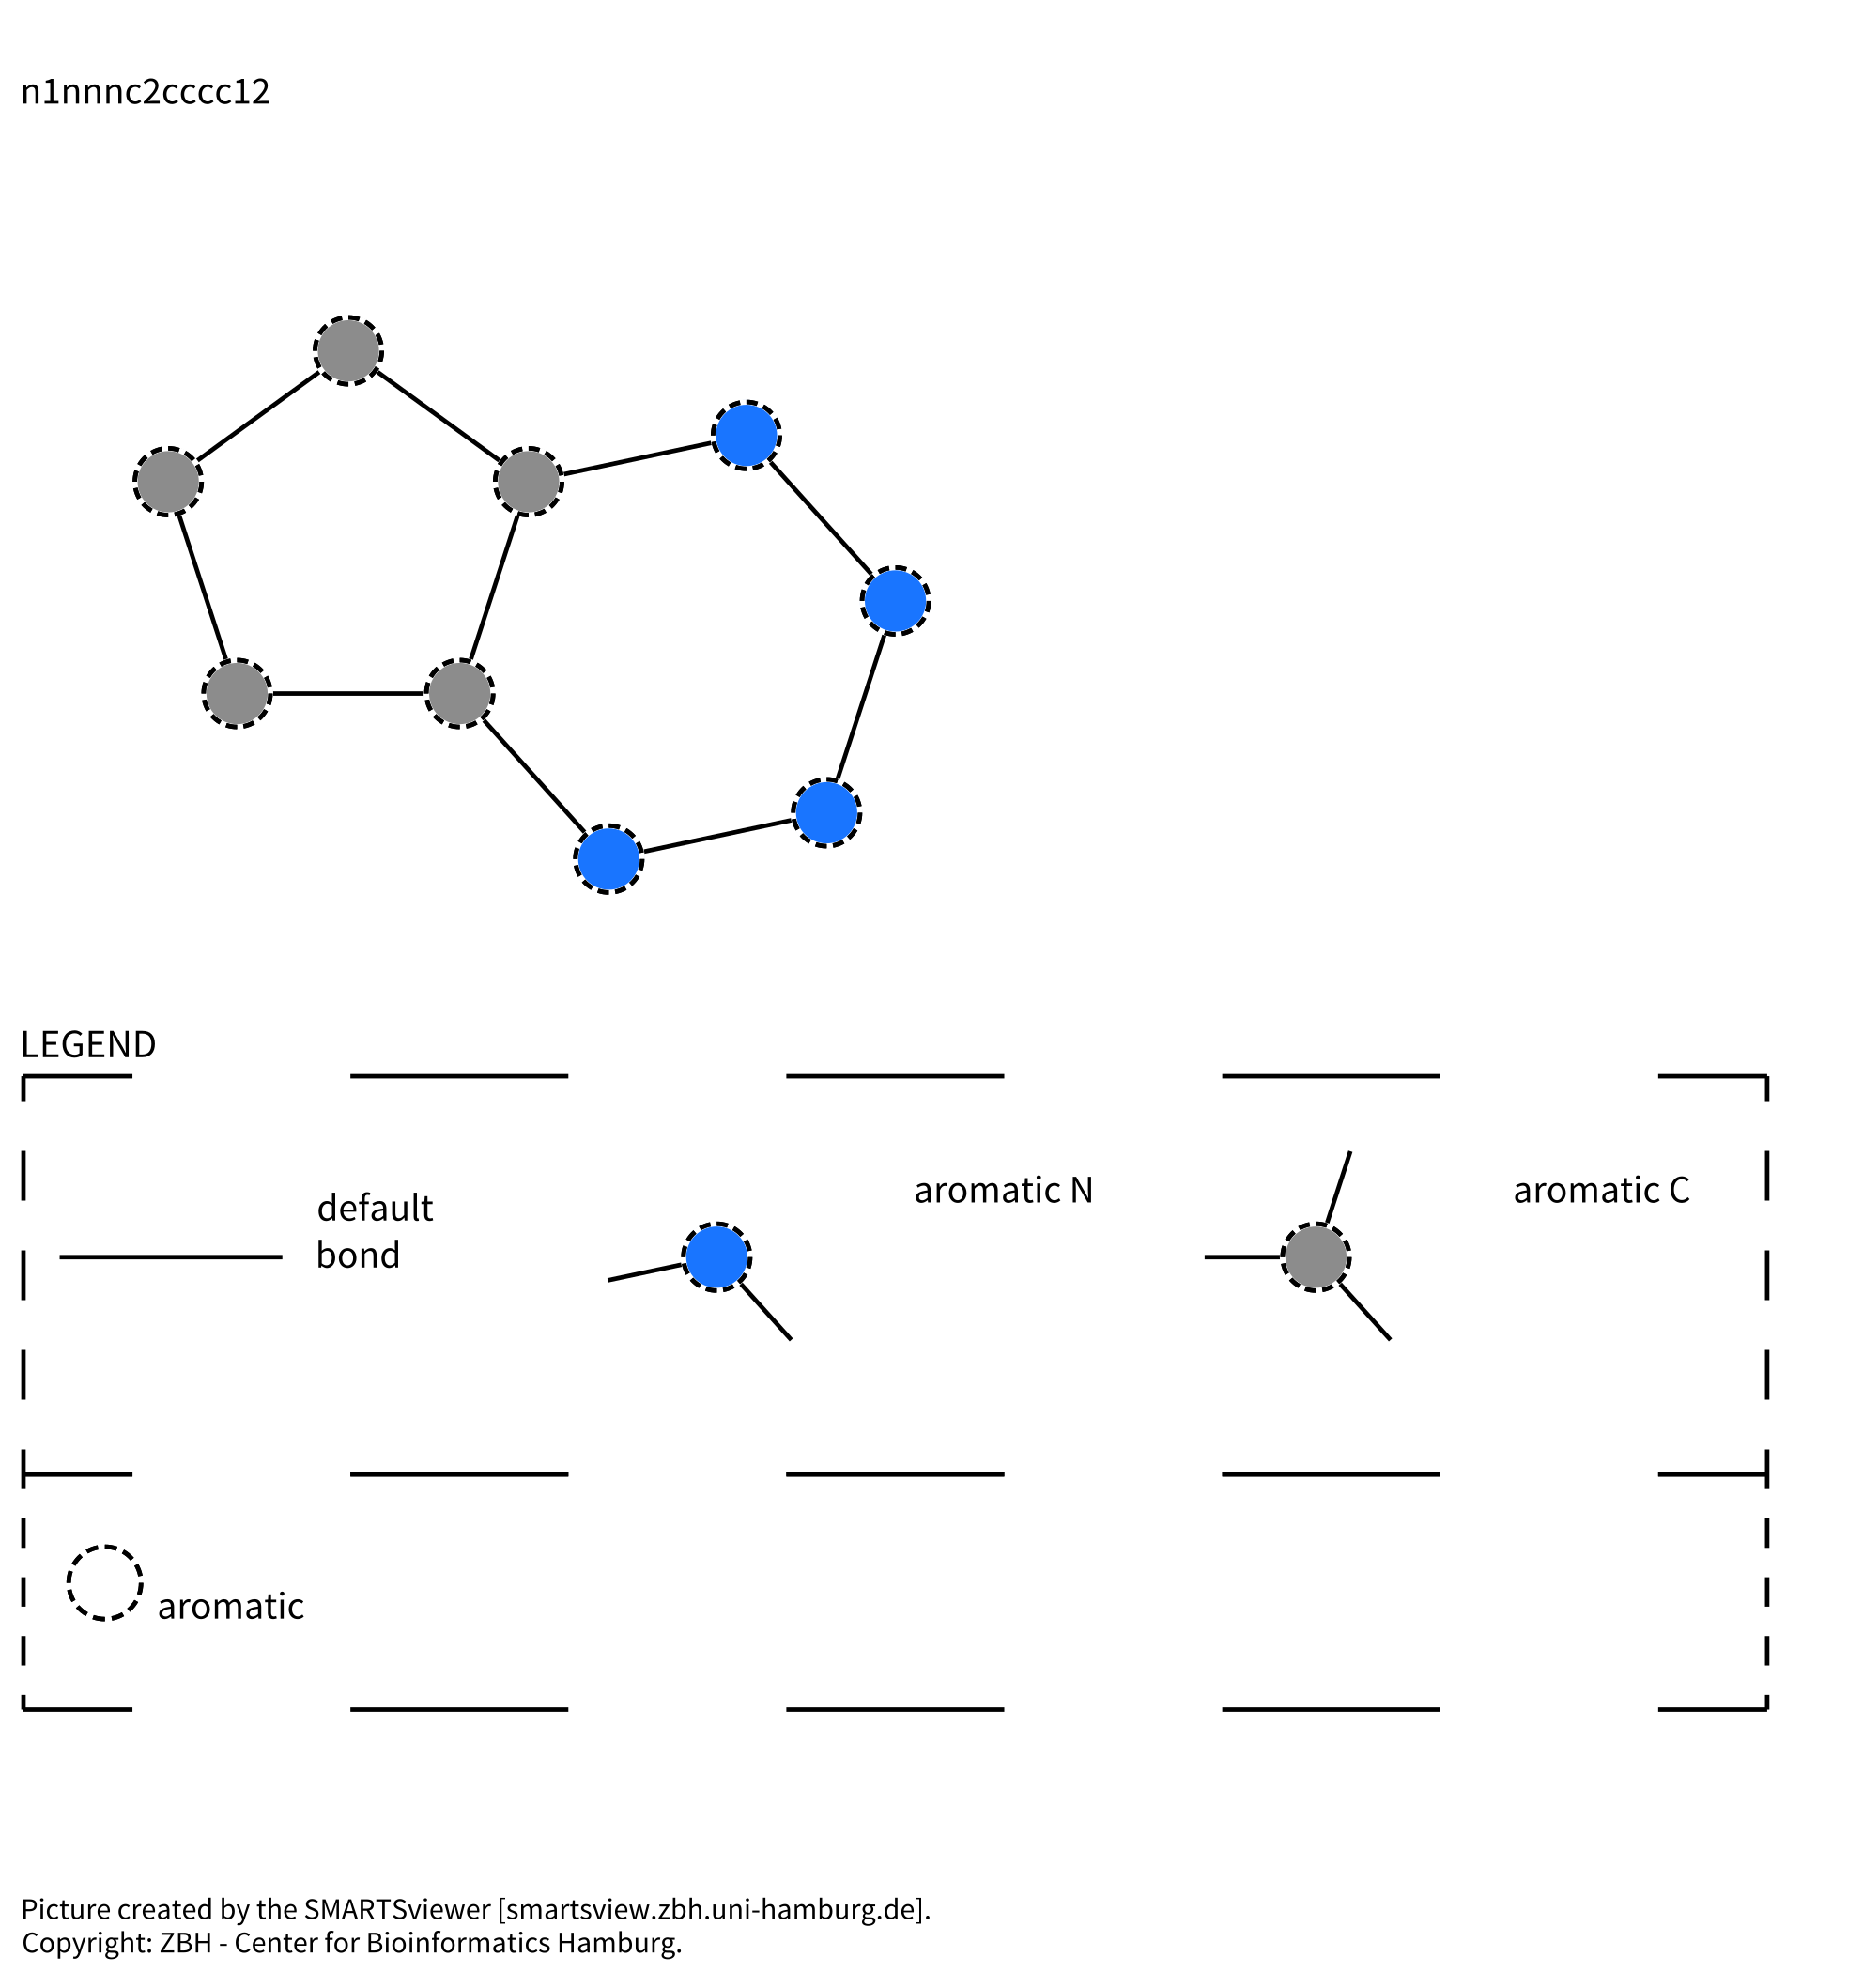 n1nnnc2cccc12
LEGEND
default
bond
aromatic N
aromatic C
aromatic
Picture created by the SMARTSviewer [smartsview.zbh.uni-hamburg.de].
Copyright: ZBH - Center for Bioinformatics Hamburg.